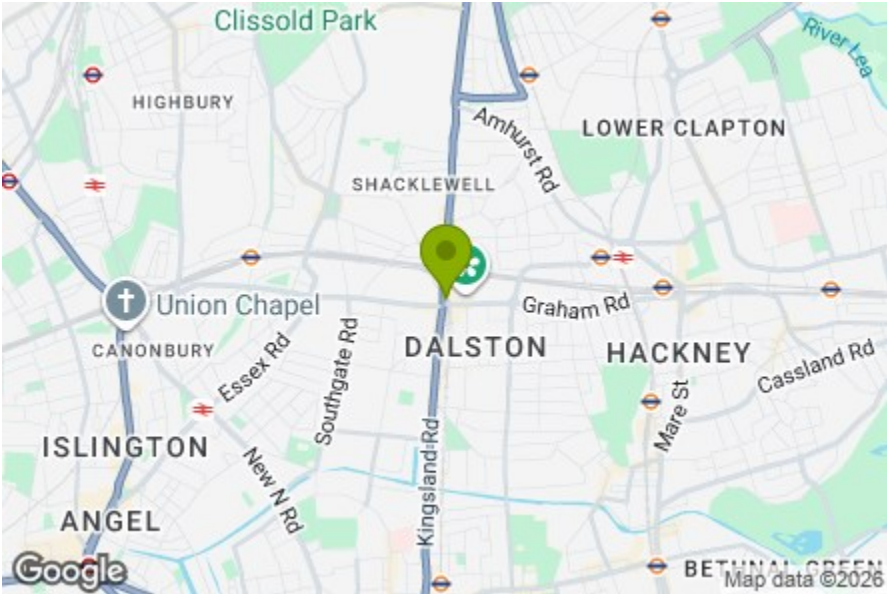 Clissold Park
River Lea
HIGHBURY
Amhurst Rd
LOWER CLAPTON
SHACKLEWELL
Union Chapel
Graham Rd
CANONBURY
Essex Rd
Southgate Rd
DALSTON
HACKNEY
Cassland Rd
Mare St
ISLINGTON
New N Rd
Kingsland Rd
ANGEL
BETHNAL GREEN
Google
Map data ©2026